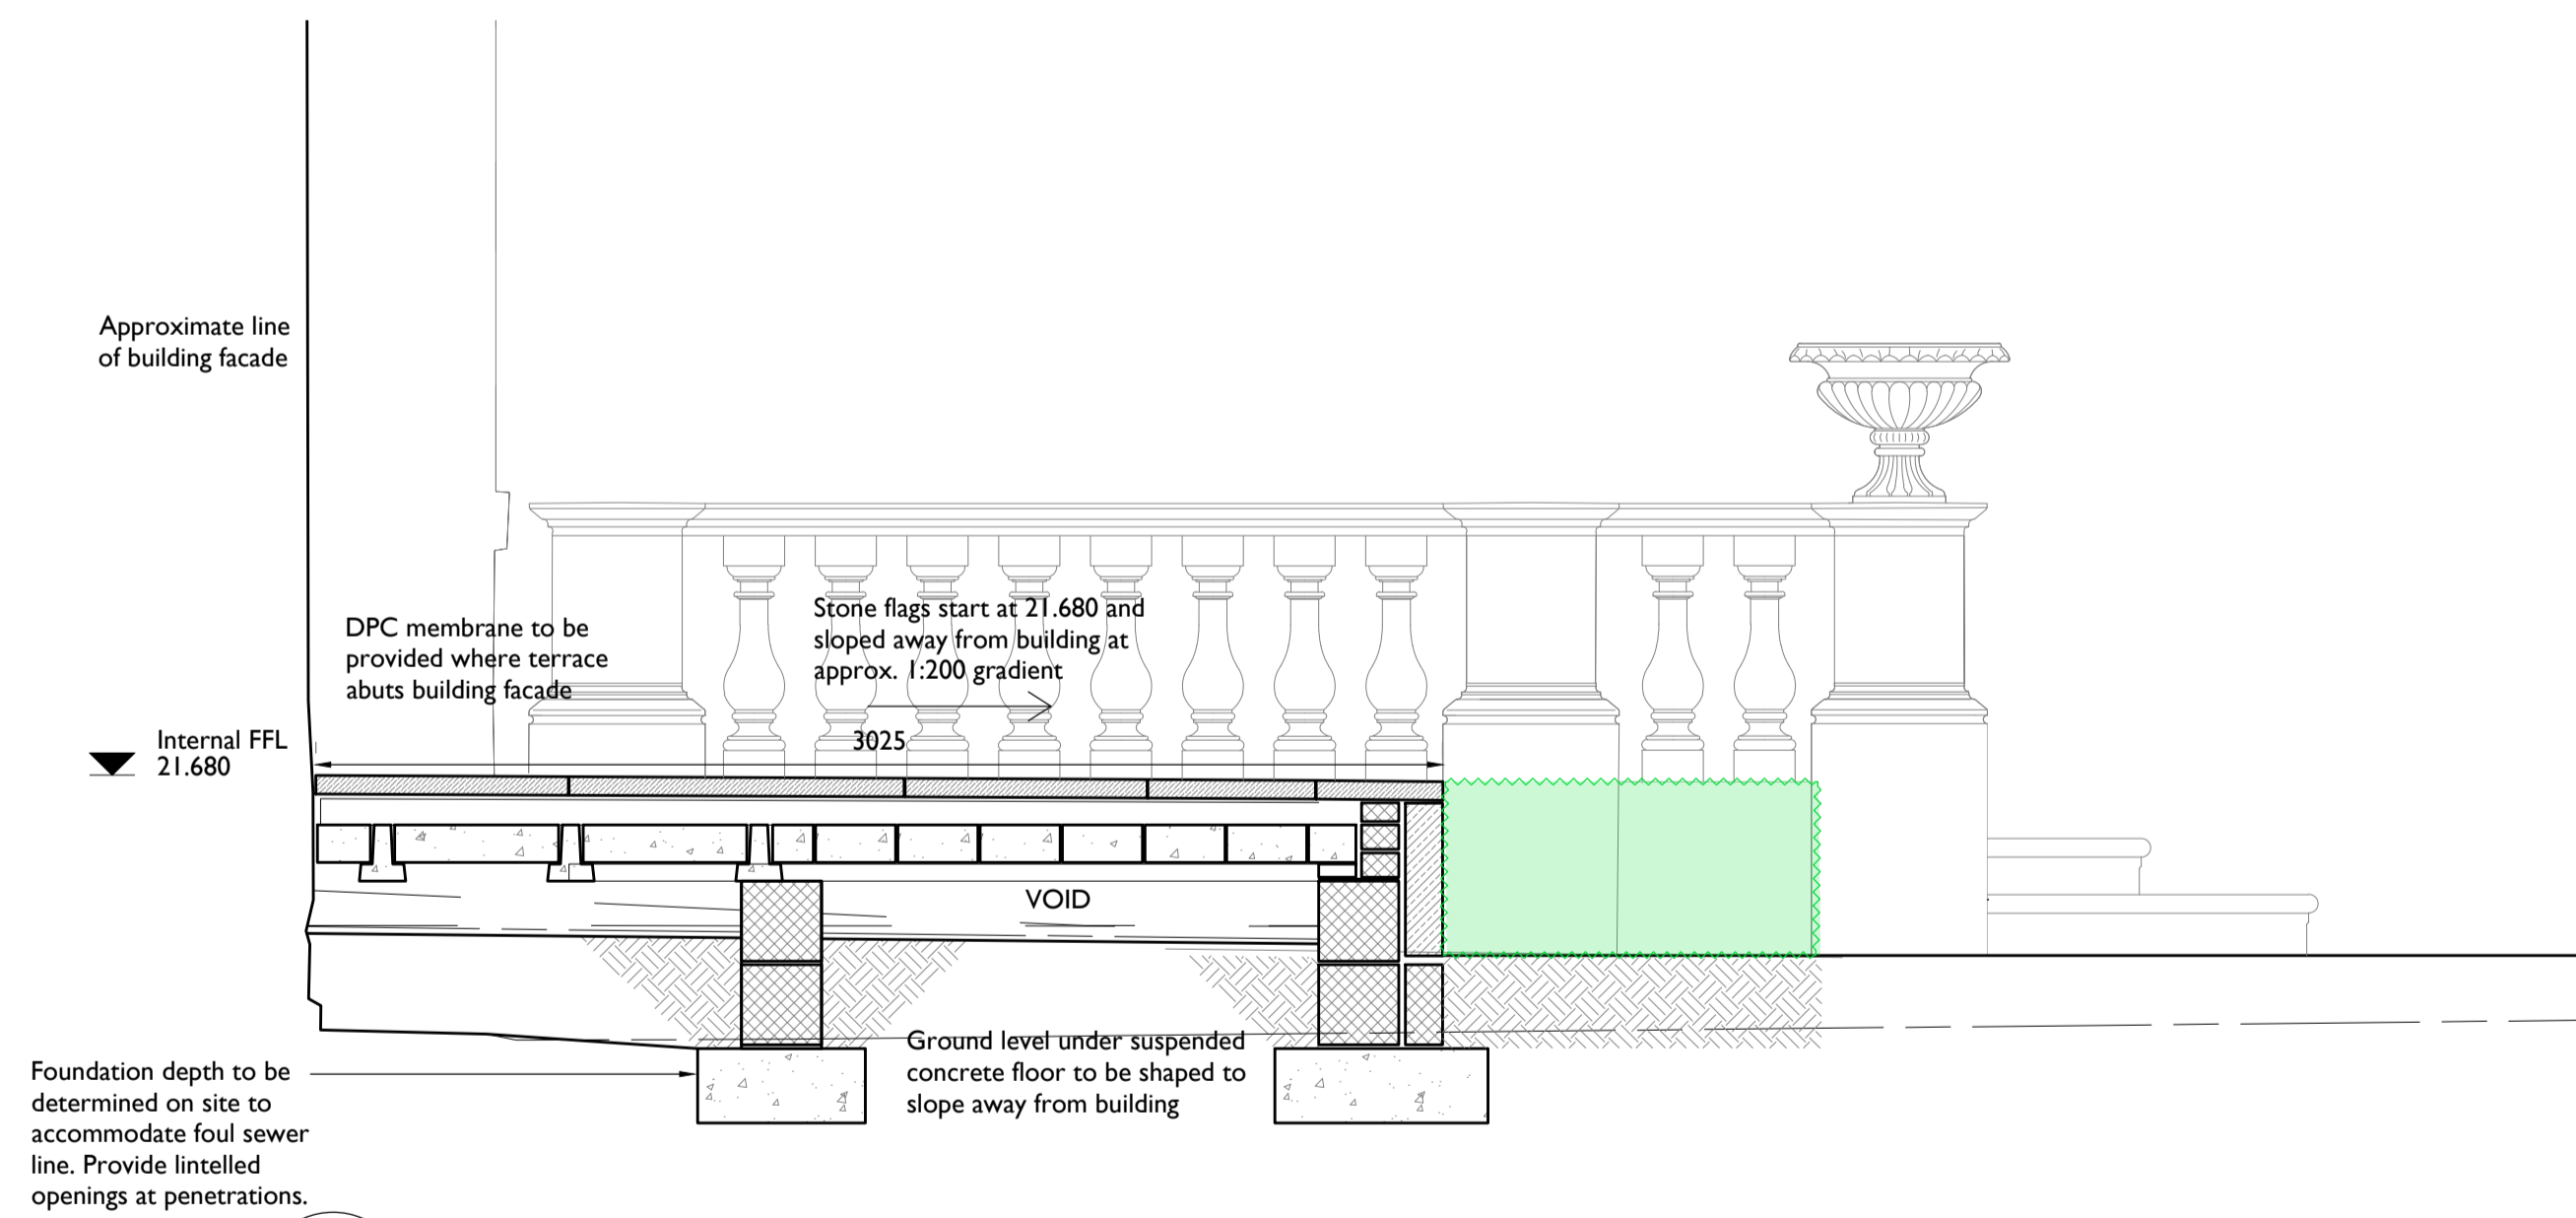 Approximate line
of building facade
DPC membrane to be
provided where terrace
abuts building facade
Stone flags start at 21.680 and
sloped away from building at
approx. 1:200 gradient
3025
Internal FFL
21.680
VOID
Ground level under suspended
concrete floor to be shaped to
slope away from building
Foundation depth to be
determined on site to
accommodate foul sewer
line. Provide lintelled
openings at penetrations.